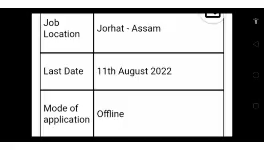 Job
Location
Jorhat - Assam
Last Date
11th August 2022
Mode of
application
Offline